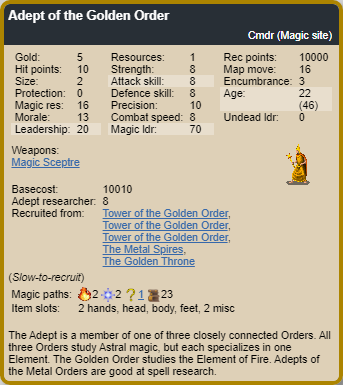 Adept of the Golden Order
Cmdr (Magic site)
Gold: 5 Resources: 1 Rec points: 10000
Hit points: 10 Strength: 8 Map move: 16
Size: 2 Attack skill: 8 Encumbrance: 3
Protection: 0 Defence skill: 8 Age: 22
Magic res: 16 Precision: 10 (46)
Morale: 13 Combat speed: 8 Undead ldr: 0
Leadership: 20 Magic ldr: 70
Weapons:
Magic Sceptre
Basecost: 10010
Adept researcher: 8
Recruited from: Tower of the Golden Order,
Tower of the Golden Order,
Tower of the Golden Order,
The Metal Spires,
The Golden Throne
(Slow-to-recruit)
Magic paths: 2 2 ?1 23
Item slots: 2 hands, head, body, feet, 2 misc
The Adept is a member of one of three closely connected Orders. All
three Orders study Astral magic, but each specializes in one
Element. The Golden Order studies the Element of Fire. Adepts of
the Metal Orders are good at spell research.